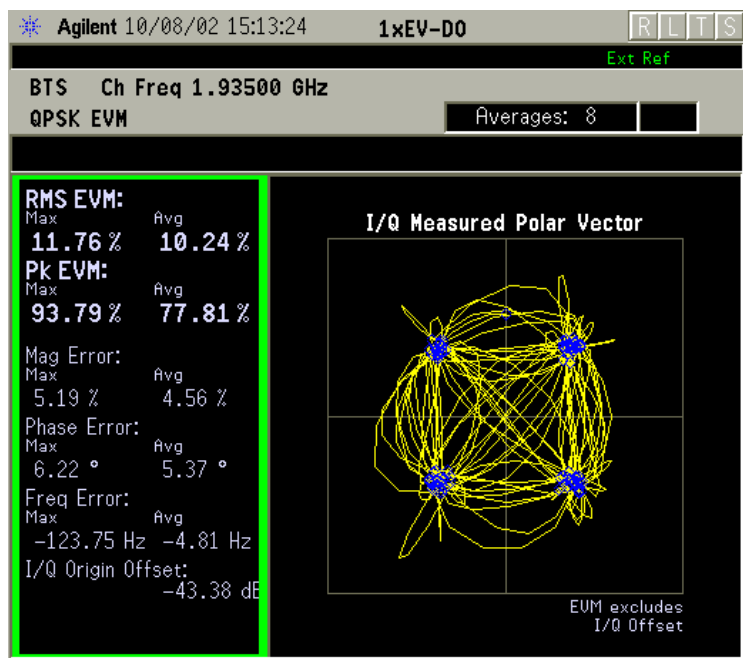 Agilent 10/08/02 15:13:24 1xEV-DO R L T S
Ext Ref
BTS Ch Freq 1.93500 GHz
QPSK EVM Averages: 8
RMS EVM:
Max Avg
11.76 % 10.24 %
Pk EVM:
Max Avg
93.79 % 77.81 %
Mag Error:
Max Avg
5.19 % 4.56 %
Phase Error:
Max Avg
6.22 ° 5.37 °
Freq Error:
Max Avg
-123.75 Hz -4.81 Hz
I/Q Origin Offset:
-43.38 dB
I/Q Measured Polar Vector
EVM excludes
I/Q Offset